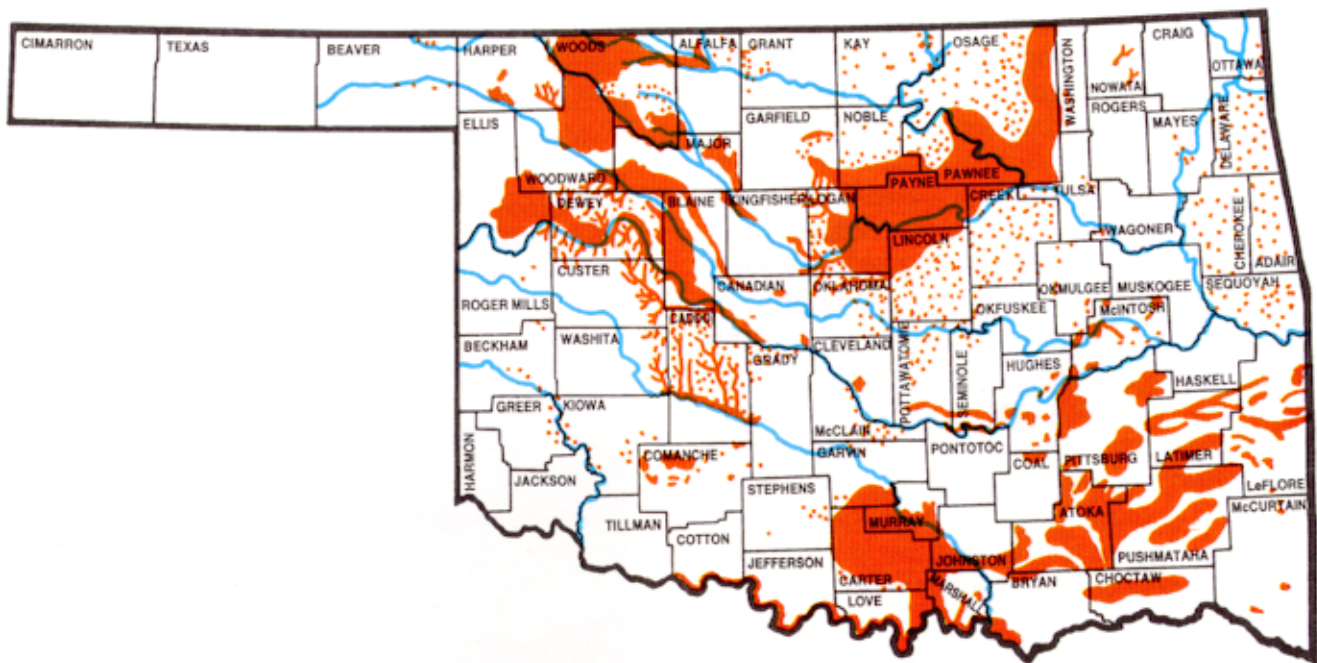 CIMARRON
TEXAS
BEAVER
HARPER
WOODS
ALFALFA
GRANT
KAY
OSAGE
WASHINGTON
NOWATA
CRAIG
OTTAWA
ROGERS
MAYES
DELAWARE
ELLIS
WOODWARD
MAJOR
GARFIELD
NOBLE
PAWNEE
PAYNE
DEWEY
BLAINE
KINGFISHER
LOGAN
CREEK
TULSA
WAGONER
CHEROKEE
ADAIR
LINCOLN
CUSTER
CANADIAN
OKLAHOMA
OKMULGEE
MUSKOGEE
SEQUOYAH
ROGER MILLS
CADDO
OKFUSKEE
McINTOSH
BECKHAM
WASHITA
GRADY
CLEVELAND
POTTAWATOMIE
SEMINOLE
HUGHES
HASKELL
GREER
KIOWA
McCLAIN
HARMON
JACKSON
COMANCHE
GARVIN
PONTOTOC
COAL
PITTSBURG
LATIMER
LeFLORE
STEPHENS
McCURTAIN
TILLMAN
COTTON
MURRAY
ATOKA
JEFFERSON
CARTER
JOHNSTON
PUSHMATAHA
LOVE
MARSHALL
BRYAN
CHOCTAW